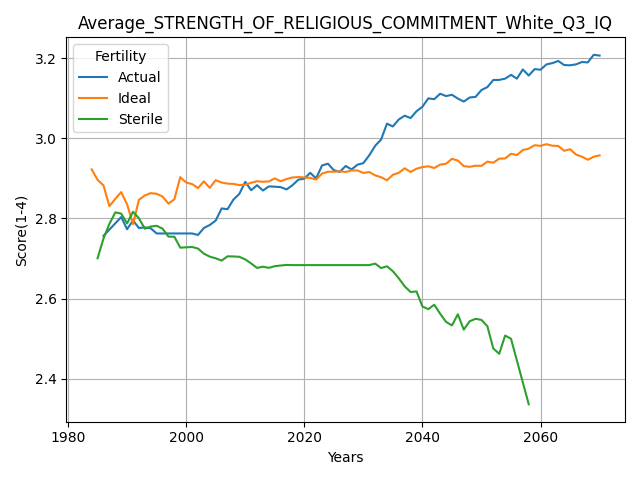 Average_STRENGTH_OF_RELIGIOUS_COMMITMENT_White_Q3_IQ
Fertility
Actual
Ideal
Sterile
Score(1-4)
3.2
3.0
2.8
2.6
2.4
1980 2000 2020 2040 2060
Years